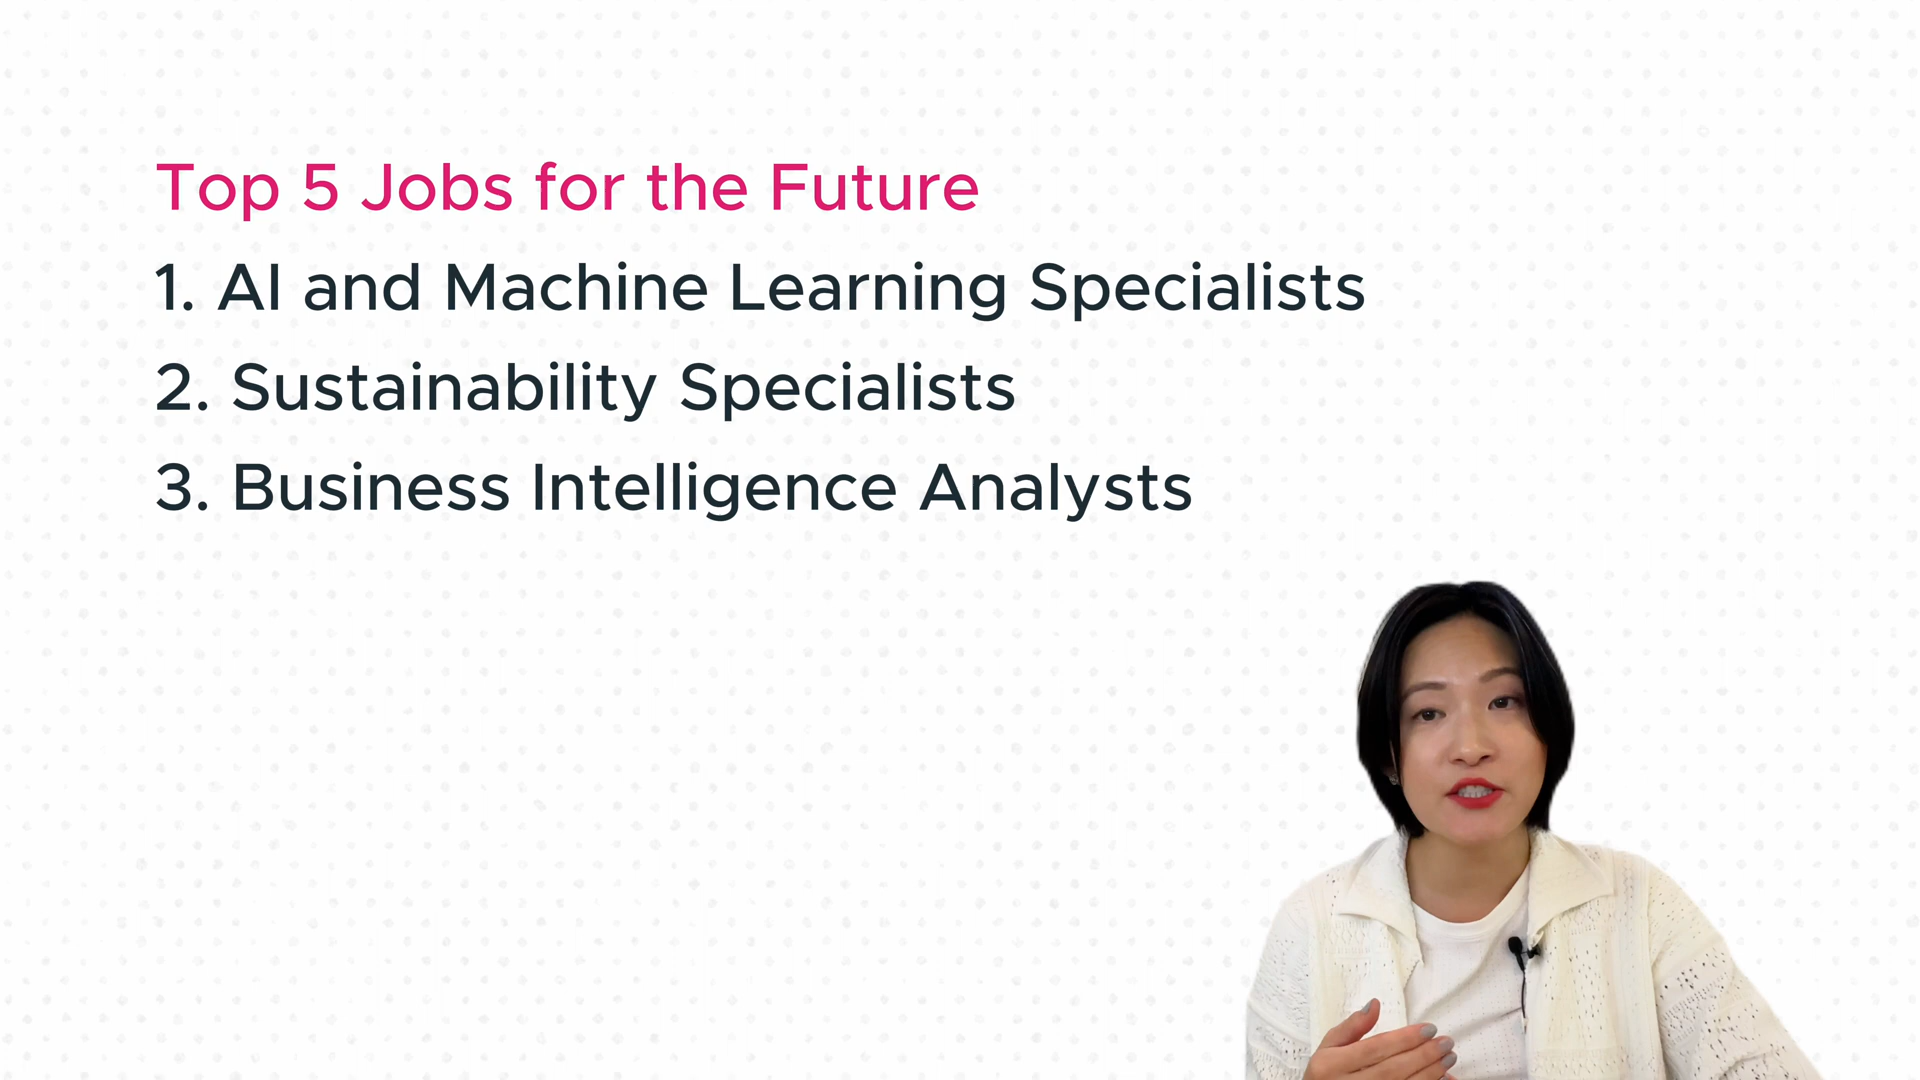 Top 5 Jobs for the Future
1. AI and Machine Learning Specialists
2. Sustainability Specialists
3. Business Intelligence Analysts